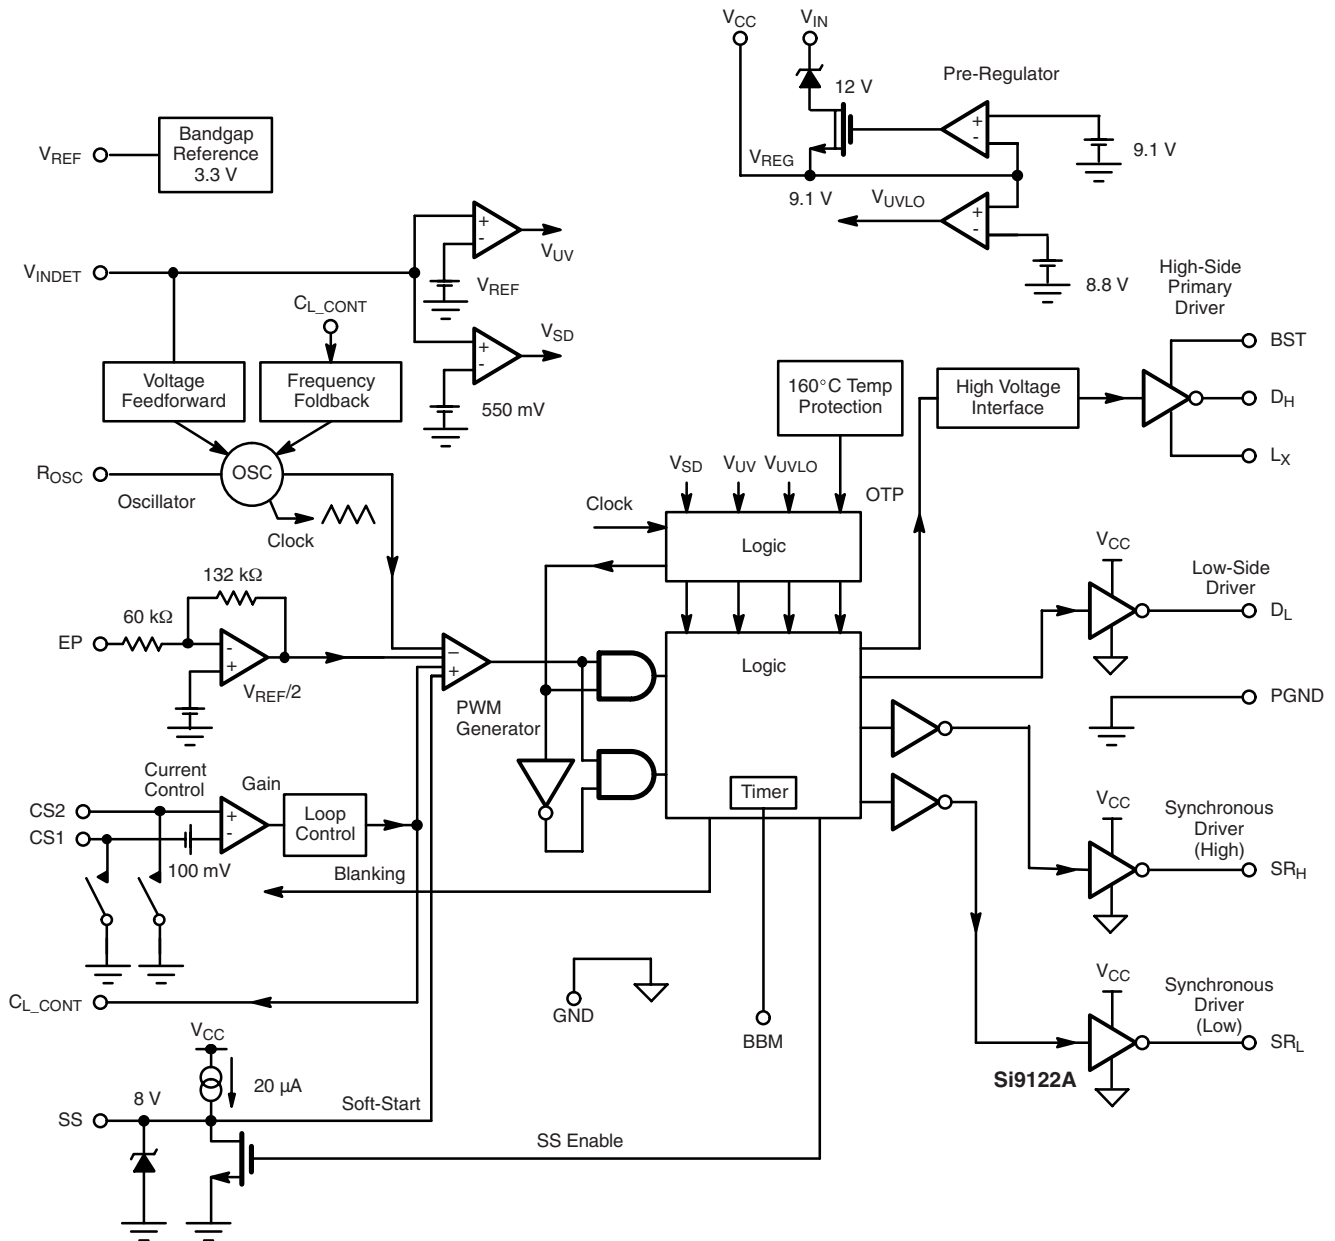 VCC
VIN
12 V
Pre-Regulator
+
-
9.1 V
VREG
9.1 V
VUVLO
+
-
8.8 V
VREF
Bandgap
Reference
3.3 V
VINDET
+
-
VUV
VREF
CL_CONT
VSD
+
-
550 mV
Voltage
Feedforward
Frequency
Foldback
ROSC
OSC
Oscillator
Clock
160°C Temp
Protection
High Voltage
Interface
High-Side
Primary
Driver
BST
DH
LX
VSD
VUV
VUVLO
OTP
Clock
Logic
VCC
Low-Side
Driver
DL
132 kΩ
60 kΩ
EP
-
+
VREF/2
–
+
PWM
Generator
Logic
PGND
Timer
Current
Control
Gain
CS2
CS1
+
-
Loop
Control
100 mV
Blanking
VCC
Synchronous
Driver
(High)
SRH
CL_CONT
GND
BBM
VCC
Synchronous
Driver
(Low)
SRL
Si9122A
VCC
20 µA
8 V
SS
Soft-Start
SS Enable